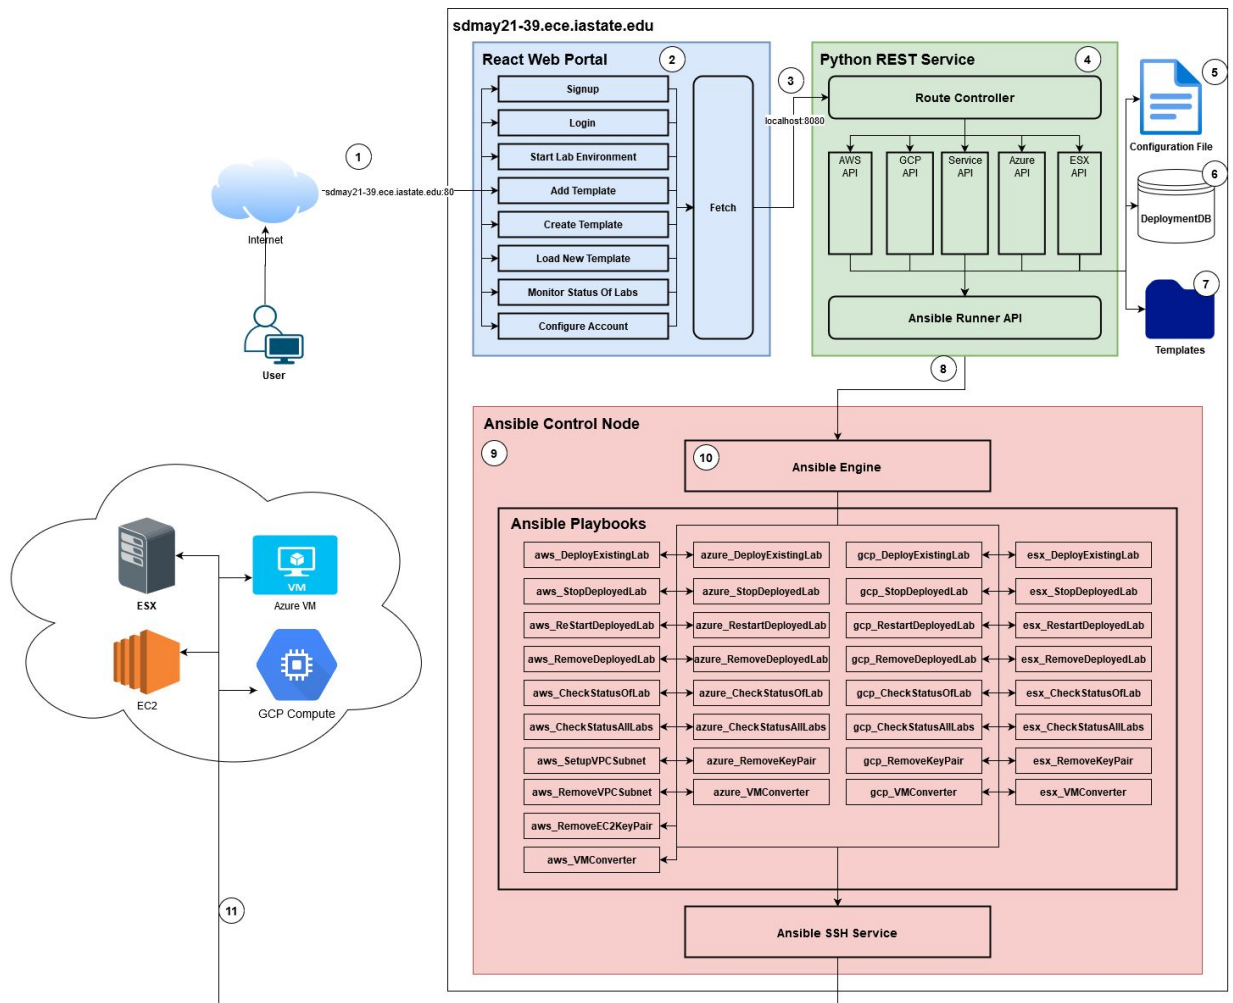 sdmay21-39.ece.iastate.edu
React Web Portal
2
Signup
Login
Start Lab Environment
Add Template
Create Template
Load New Template
Monitor Status Of Labs
Configure Account
Fetch
3
localhost:8080
Python REST Service
4
Route Controller
AWS
API
GCP
API
Service
API
Azure
API
ESX
API
Ansible Runner API
5
Configuration File
6
DeploymentDB
7
Templates
1
sdmay21-39.ece.iastate.edu:80
Internet
User
8
Ansible Control Node
9
10
Ansible Engine
Ansible Playbooks
aws_DeployExistingLab
azure_DeployExistingLab
gcp_DeployExistingLab
esx_DeployExistingLab
aws_StopDeployedLab
azure_StopDeployedLab
gcp_StopDeployedLab
esx_StopDeployedLab
aws_ReStartDeployedLab
azure_RestartDeployedLab
gcp_RestartDeployedLab
esx_RestartDeployedLab
aws_RemoveDeployedLab
azure_RemoveDeployedLab
gcp_RemoveDeployedLab
esx_RemoveDeployedLab
aws_CheckStatusOfLab
azure_CheckStatusOfLab
gcp_CheckStatusOfLab
esx_CheckStatusOfLab
aws_CheckStatusAllLabs
azure_CheckStatusAllLabs
gcp_CheckStatusAllLabs
esx_CheckStatusAllLabs
aws_SetupVPCSubnet
azure_RemoveKeyPair
gcp_RemoveKeyPair
esx_RemoveKeyPair
aws_RemoveVPCSubnet
azure_VMConverter
gcp_VMConverter
esx_VMConverter
aws_RemoveEC2KeyPair
aws_VMConverter
Ansible SSH Service
ESX
VM
Azure VM
EC2
GCP Compute
11